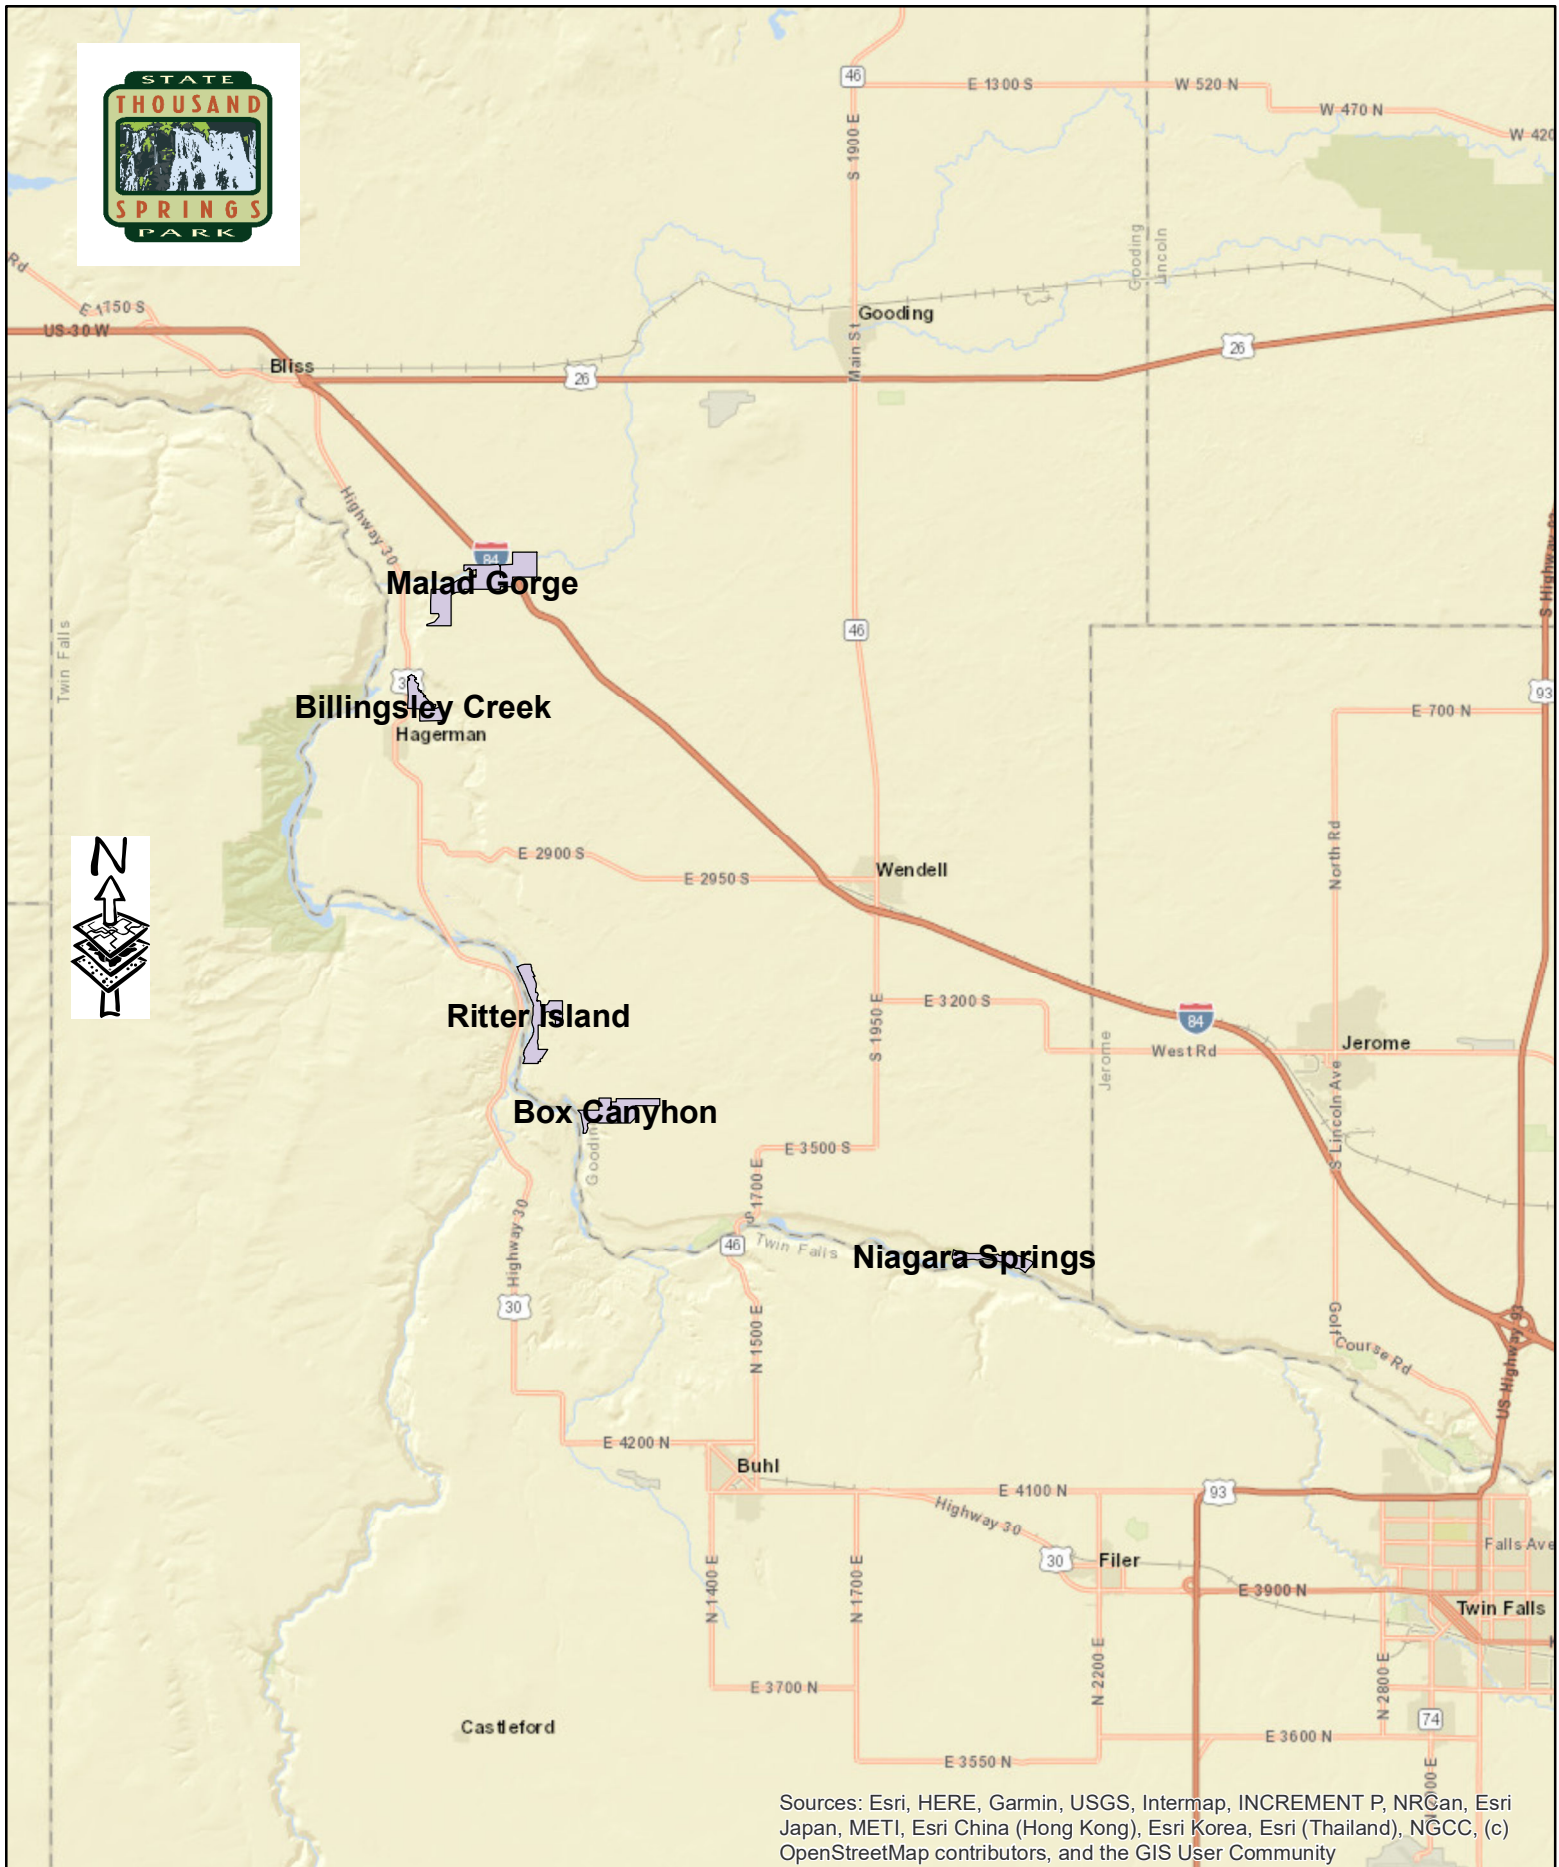 STATE
THOUSAND
SPRINGS
PARK
46
E 1300 S
W 520 N
W 470 N
W 420
S 1900 E
Gooding
Lincoln
Rd
E 1150 S
US-30 W
Bliss
Gooding
Main St
26
26
Highway 30
84
Malad Gorge
46
S Highway 93
Twin Falls
3
Billingsley Creek
Hagerman
93
E 700 N
North Rd
N
E 2900 S
E 2950 S
Wendell
Ritter Island
S 1950 E
E 3200 S
84
West Rd
Jerome
Jerome
Box Canyhon
Gooding
E 3500 S
S Lincoln Ave
S 1700 E
46
Twin Falls
Niagara Springs
Highway 30
30
N 1500 E
Golf Course Rd
US Highway 93
E 4200 N
Buhl
E 4100 N
93
Highway 30
30
Filer
Falls Ave
N 1400 E
N 1700 E
E 3900 N
Twin Falls
N 2200 E
N 2800 E
E 3700 N
Castleford
74
E 3600 N
E 3550 N
Sources: Esri, HERE, Garmin, USGS, Intermap, INCREMENT P, NRCan, Esri
Japan, METI, Esri China (Hong Kong), Esri Korea, Esri (Thailand), NGCC, (c)
OpenStreetMap contributors, and the GIS User Community